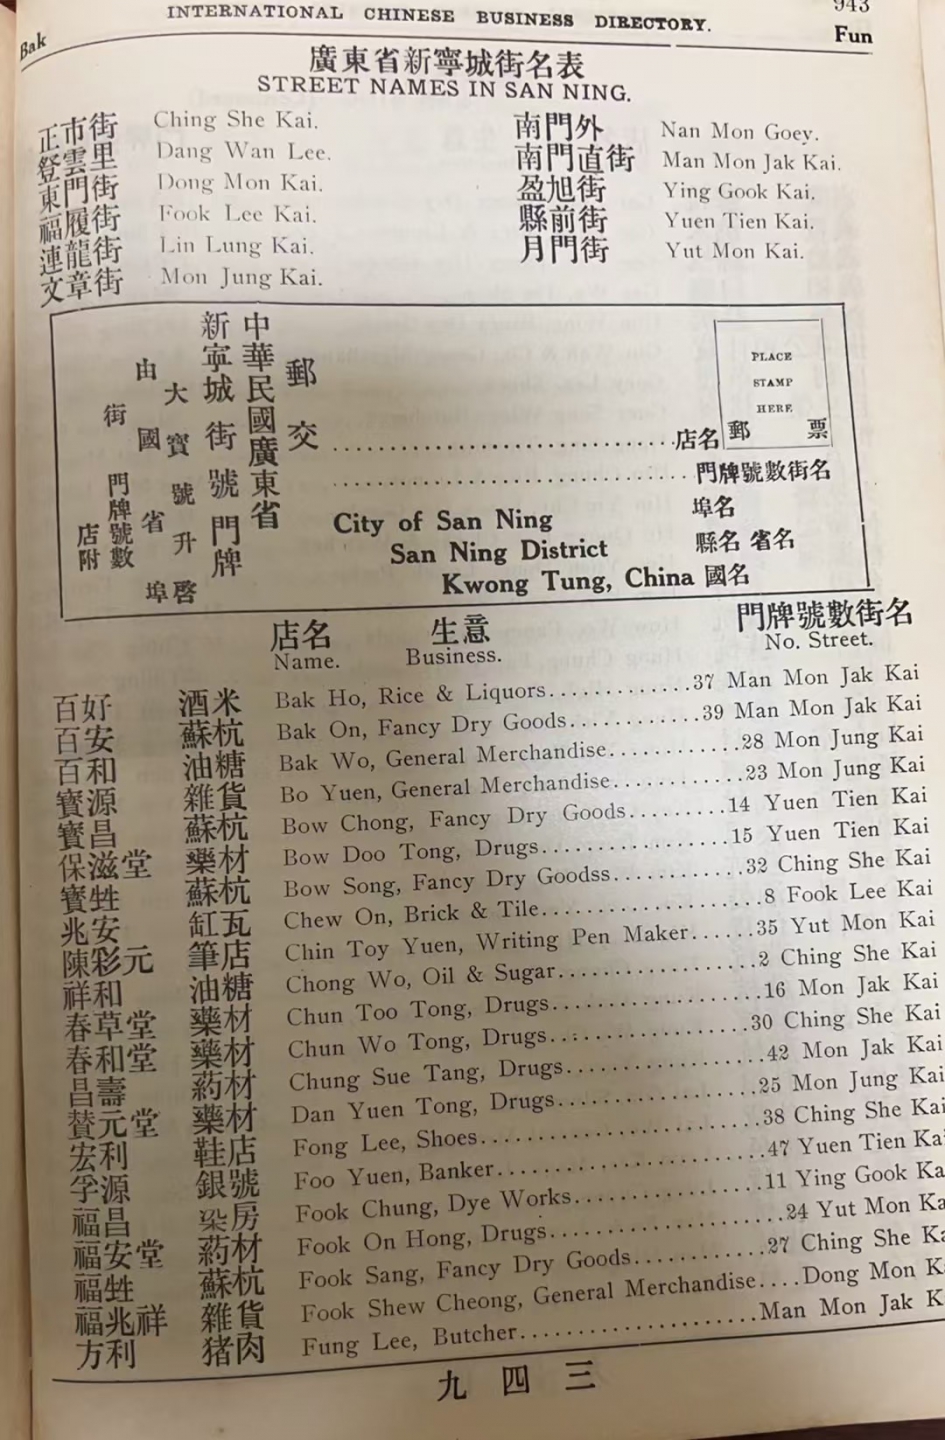 943
INTERNATIONAL CHINESE BUSINESS DIRECTORY.
Bak
Fun
廣東省新寧城街名表
STREET NAMES IN SAN NING.
正市街 Ching She Kai.
登雲里 Dang Wan Lee.
東門街 Dong Mon Kai.
福履街 Fook Lee Kai.
連龍街 Lin Lung Kai.
文章街 Mon Jung Kai.
南門外 Nan Mon Goey.
南門直街 Man Mon Jak Kai.
盈旭街 Ying Gook Kai.
縣前街 Yuen Tien Kai.
月門街 Yut Mon Kai.
郵交
中華民國廣東省
新寧城街號門牌
大寶號升啓
由國省埠
街門牌號數
店附
PLACE
STAMP
HERE
郵票
店名
門牌號數街名
City of San Ning 埠名
San Ning District 縣名 省名
Kwong Tung, China 國名
店名 生意 門牌號數街名
Name. Business. No. Street.
百好 酒米 Bak Ho, Rice & Liquors............37 Man Mon Jak Kai
百安 蘇杭 Bak On, Fancy Dry Goods...........39 Man Mon Jak Kai
百和 油糖 Bak Wo, General Merchandise...........28 Mon Jung Kai
寶源 雜貨 Bo Yuen, General Merchandise...........23 Mon Jung Kai
寶昌 蘇杭 Bow Chong, Fancy Dry Goods.........14 Yuen Tien Kai
保滋堂 藥材 Bow Doo Tong, Drugs................15 Yuen Tien Kai
寶甡 蘇杭 Bow Song, Fancy Dry Goodss...........32 Ching She Kai
兆安 缸瓦 Chew On, Brick & Tile..................8 Fook Lee Kai
陳彩元 筆店 Chin Toy Yuen, Writing Pen Maker......35 Yut Mon Kai
祥和 油糖 Chong Wo, Oil & Sugar................2 Ching She Kai
春草堂 藥材 Chun Too Tong, Drugs.................16 Mon Jak Kai
春和堂 藥材 Chun Wo Tong, Drugs................30 Ching She Kai
昌壽 葯材 Chung Sue Tang, Drugs................42 Mon Jak Kai
贊元堂 藥材 Dan Yuen Tong, Drugs................25 Mon Jung Kai
宏利 鞋店 Fong Lee, Shoes......................38 Ching She Kai
孚源 銀號 Foo Yuen, Banker.....................47 Yuen Tien Kai
福昌 染房 Fook Chung, Dye Works...............11 Ying Gook Ka
福安堂 葯材 Fook On Hong, Drugs..................24 Yut Mon Ka
福甡 蘇杭 Fook Sang, Fancy Dry Goods..........27 Ching She Ka
福兆祥 雜貨 Fook Shew Cheong, General Merchandise....Dong Mon K
方利 猪肉 Fung Lee, Butcher.....................Man Mon Jak K
九四三